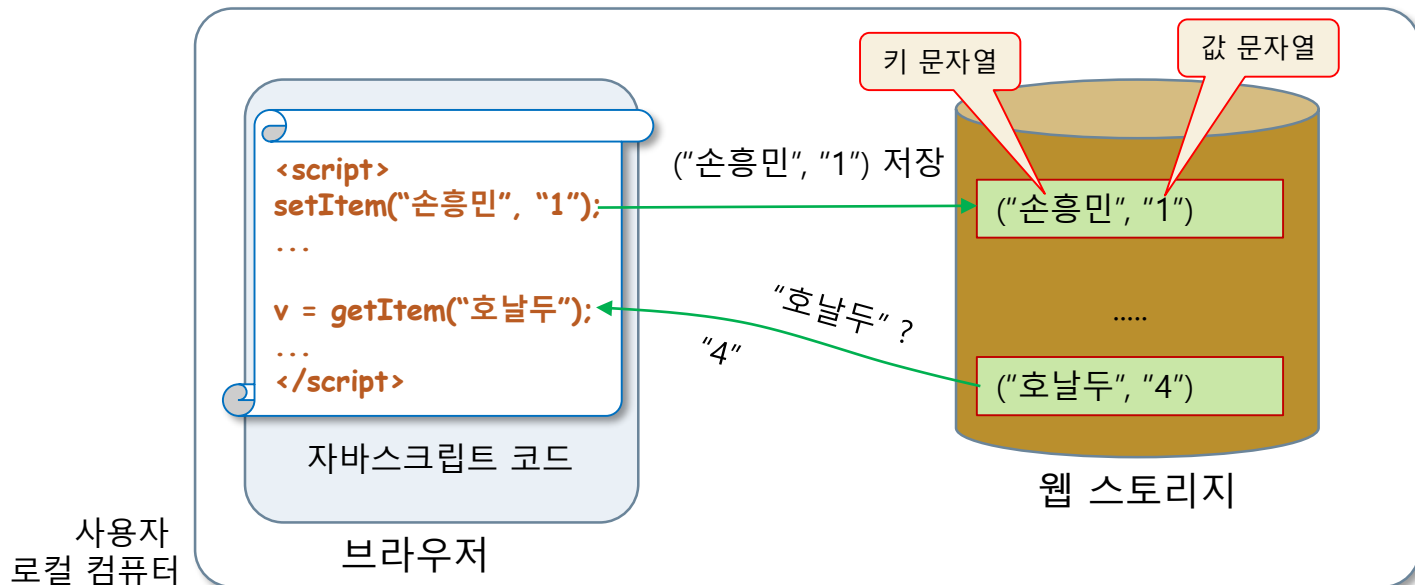 키 문자열
값 문자열
<script>
setItem(“손흥민”, “1”);
...
v = getItem(“호날두”);
...
</script>
자바스크립트 코드
브라우저
(“손흥민”, “1”) 저장
“호날두” ?
“4”
(“손흥민”, “1”)
.....
(“호날두”, “4”)
웹 스토리지
사용자
로컬 컴퓨터